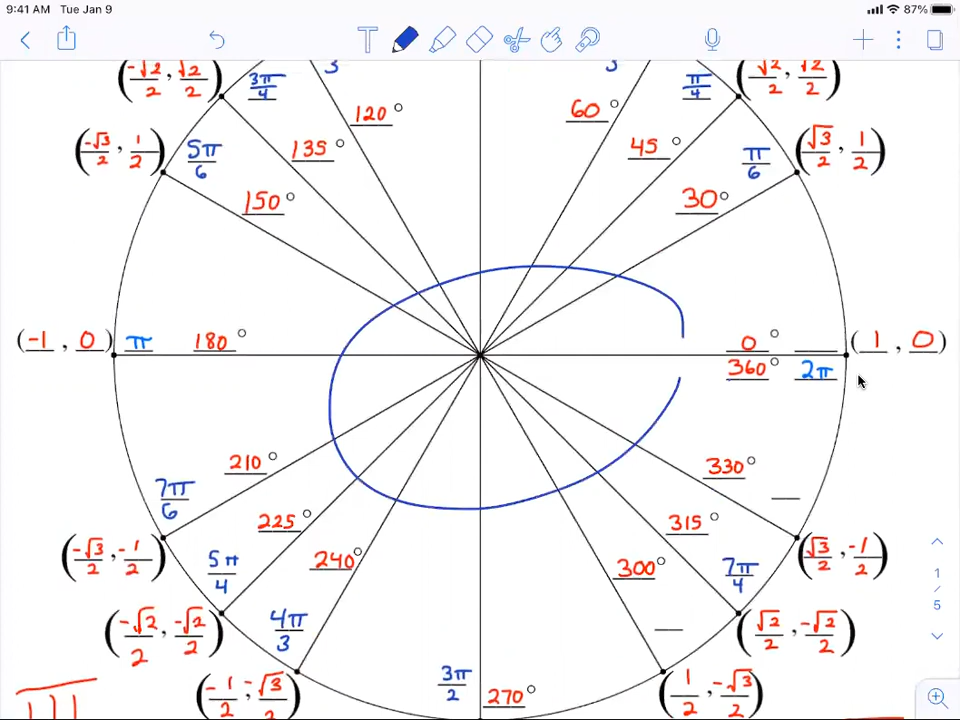 9:41 AM Tue Jan 9
87%
(-√2/2, √2/2)
3π/4
3
3
π/4
(√2/2, √2/2)
120°
60°
(-√3/2, 1/2)
5π/6
135°
45°
π/6
(√3/2, 1/2)
150°
30°
(-1, 0)
π
180°
0°
(1, 0)
360°
2π
210°
330°
7π/6
225°
315°
(-√3/2, -1/2)
5π/4
240°
300°
7π/4
(√3/2, -1/2)
1/5
(-√2/2, -√2/2)
4π/3
(√2/2, -√2/2)
3π/2
270°
(-1/2, -√3/2)
(1/2, -√3/2)
III